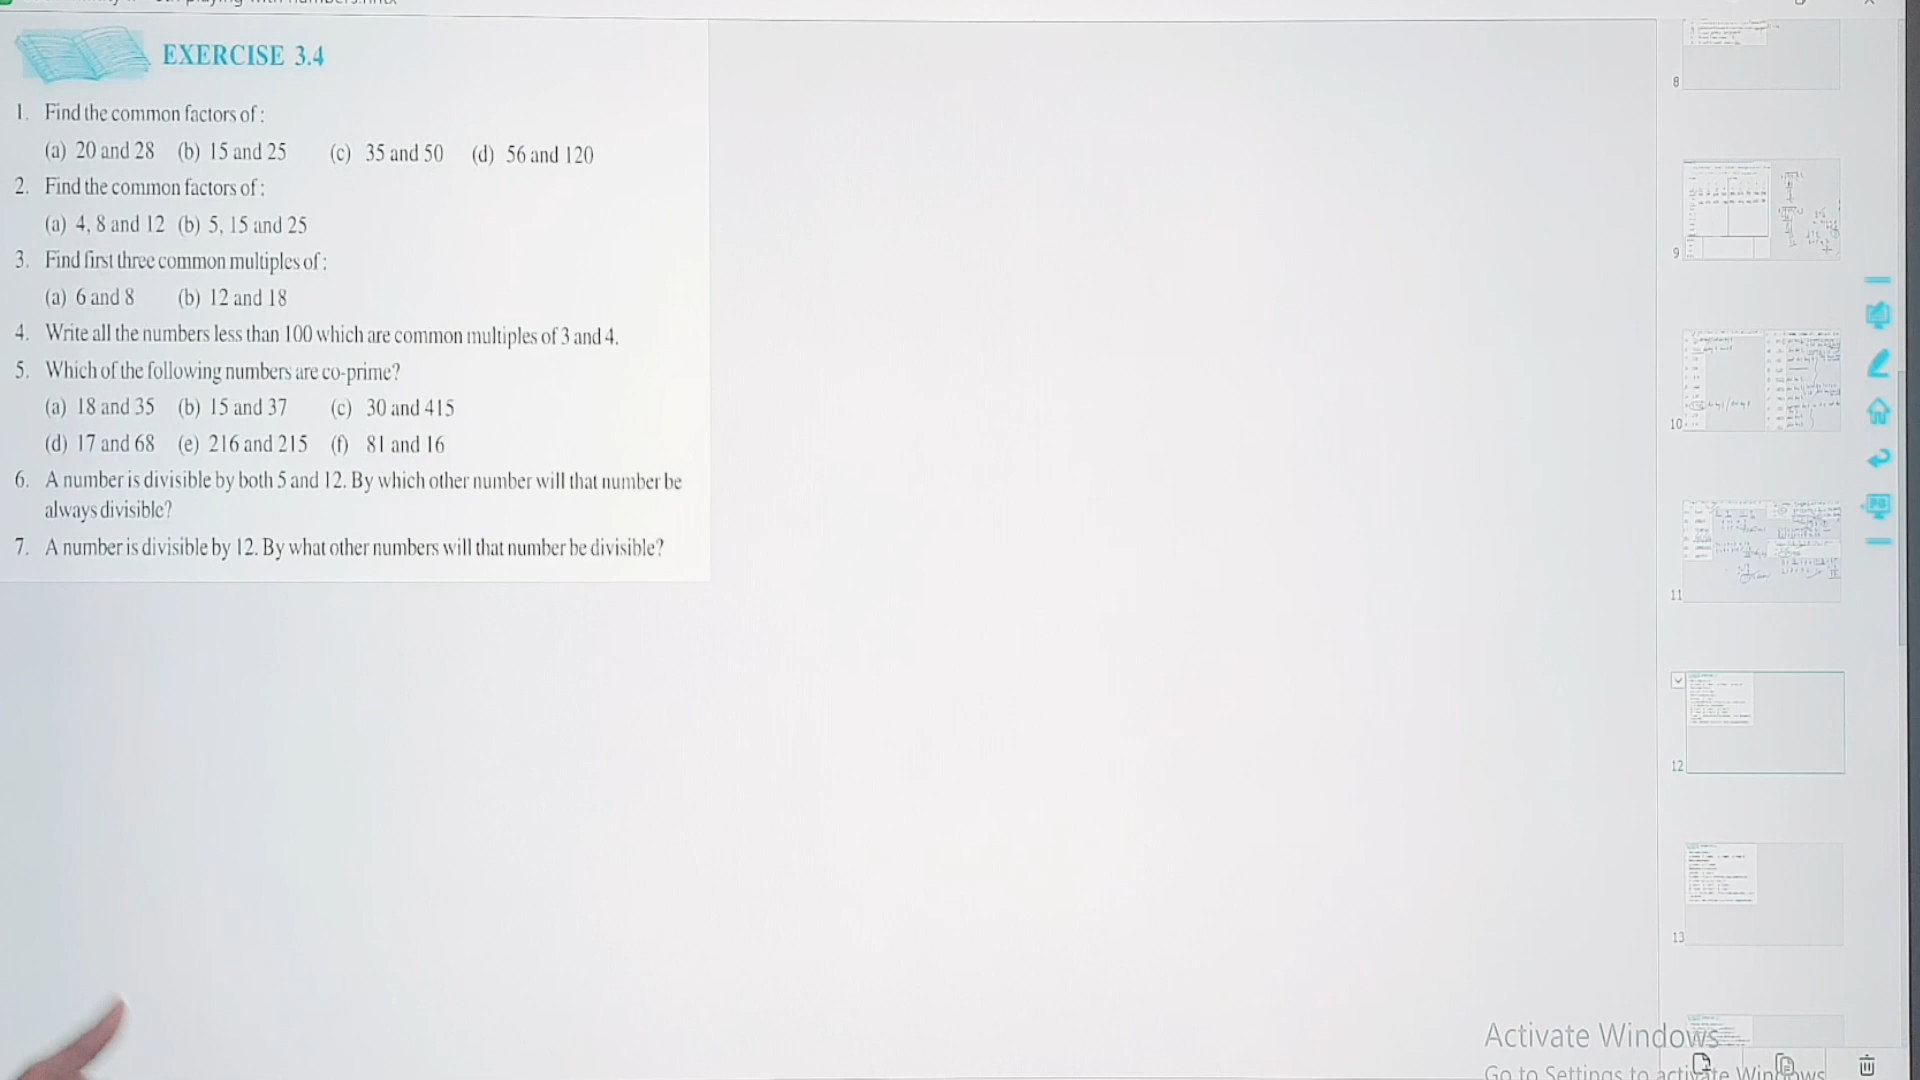 EXERCISE 3.4
1. Find the common factors of :
(a) 20 and 28 (b) 15 and 25 (c) 35 and 50 (d) 56 and 120
2. Find the common factors of :
(a) 4, 8 and 12 (b) 5, 15 and 25
3. Find first three common multiples of :
(a) 6 and 8 (b) 12 and 18
4. Write all the numbers less than 100 which are common multiples of 3 and 4.
5. Which of the following numbers are co-prime?
(a) 18 and 35 (b) 15 and 37 (c) 30 and 415
(d) 17 and 68 (e) 216 and 215 (f) 81 and 16
6. A number is divisible by both 5 and 12. By which other number will that number be
always divisible?
7. A number is divisible by 12. By what other numbers will that number be divisible?
8
9
10
11
12
13
Activate Windows
Go to Settings to activate Windows